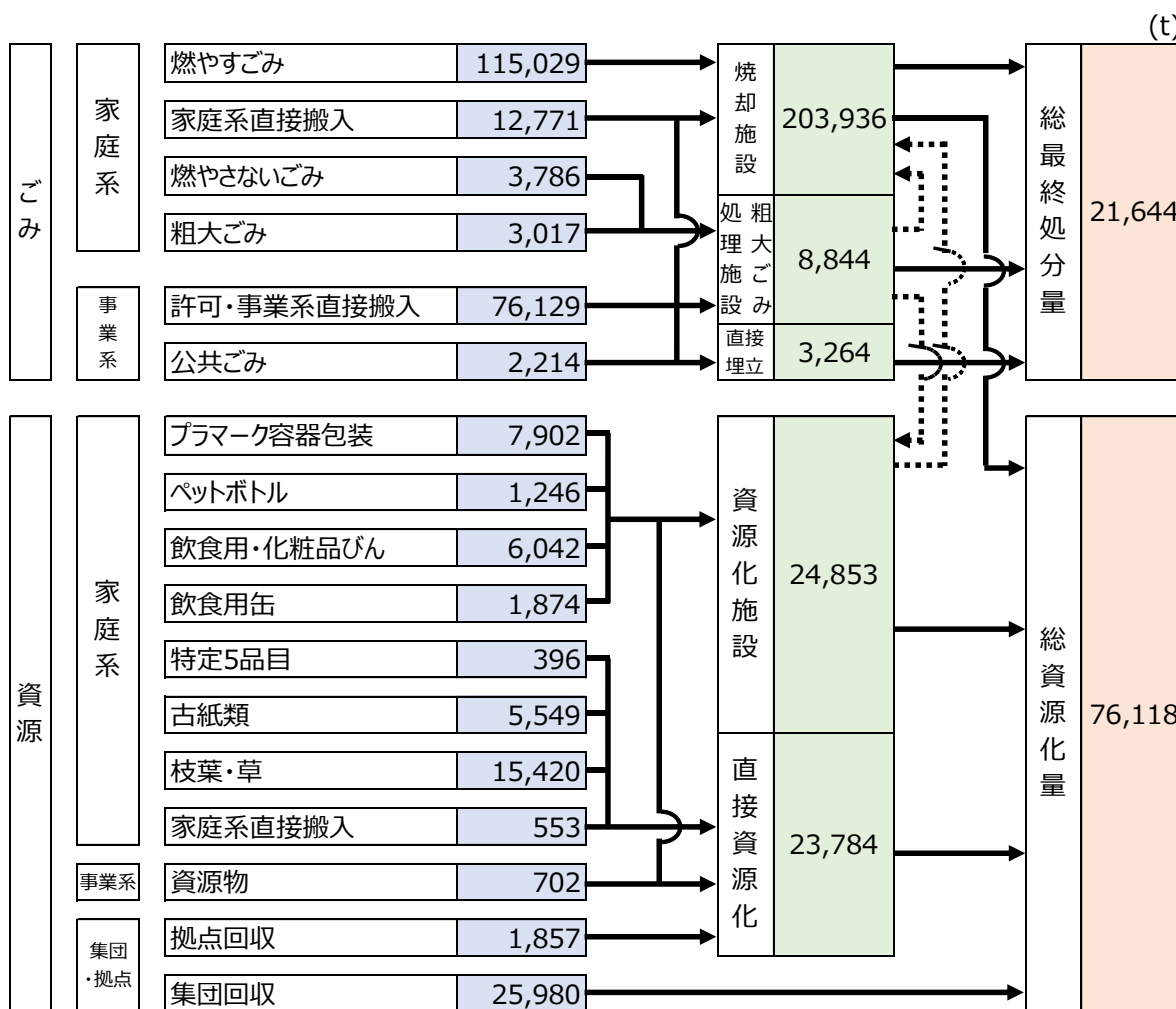 (t)
ごみ
家庭系
燃やすごみ 115,029
家庭系直接搬入 12,771
燃やさないごみ 3,786
粗大ごみ 3,017
事業系
許可・事業系直接搬入 76,129
公共ごみ 2,214
焼却施設 203,936
粗大ごみ処理施設 8,844
直接
埋立 3,264
総最終処分量 21,644
資源
家庭系
プラマーク容器包装 7,902
ペットボトル 1,246
飲食用・化粧品びん 6,042
飲食用缶 1,874
特定5品目 396
古紙類 5,549
枝葉・草 15,420
家庭系直接搬入 553
事業系
資源物 702
集団
・拠点
拠点回収 1,857
集団回収 25,980
資源化施設 24,853
直接資源化 23,784
総資源化量 76,118